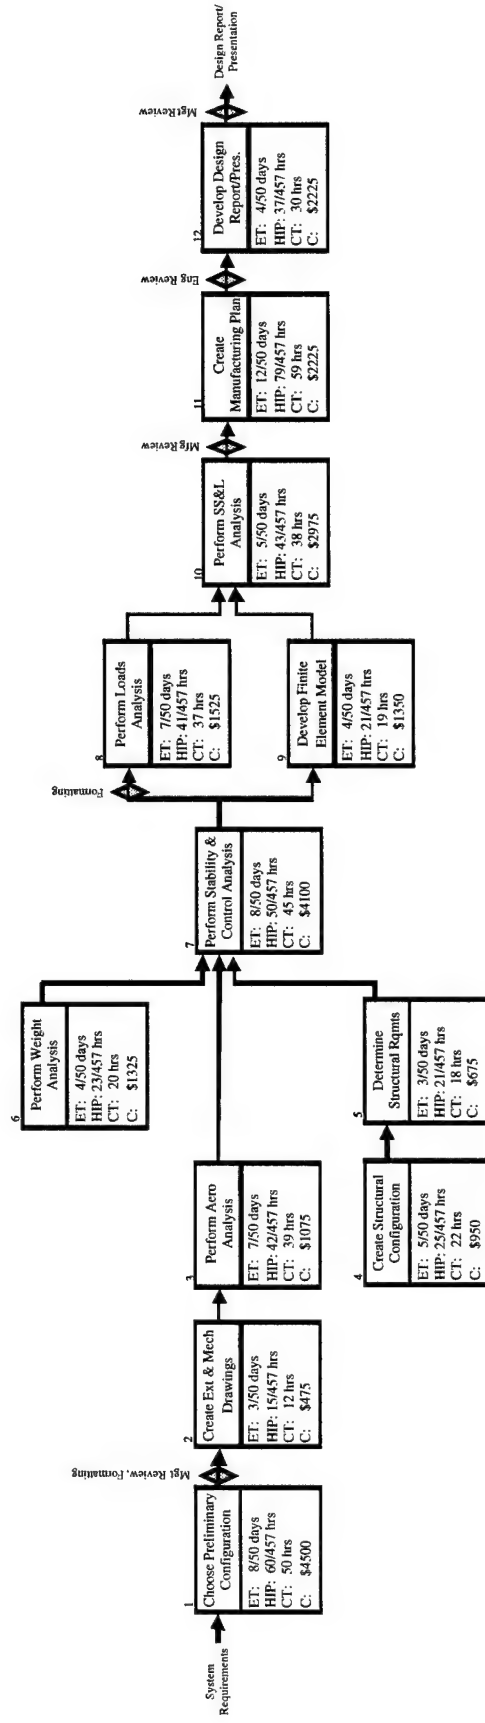 System
Requirements
1
Choose Preliminary
Configuration
ET: 8/50 days
HIP: 60/457 hrs
CT: 50 hrs
C: $4500
Mgt Review, Formatting
2
Create Ext & Mech
Drawings
ET: 3/50 days
HIP: 15/457 hrs
CT: 12 hrs
C: $475
3
Perform Aero
Analysis
ET: 7/50 days
HIP: 42/457 hrs
CT: 39 hrs
C: $1075
4
Create Structural
Configuration
ET: 5/50 days
HIP: 25/457 hrs
CT: 22 hrs
C: $950
5
Determine
Structural Rqmts
ET: 3/50 days
HIP: 21/457 hrs
CT: 18 hrs
C: $675
6
Perform Weight
Analysis
ET: 4/50 days
HIP: 23/457 hrs
CT: 20 hrs
C: $1325
7
Perform Stability &
Control Analysis
ET: 8/50 days
HIP: 50/457 hrs
CT: 45 hrs
C: $4100
Formatting
8
Perform Loads
Analysis
ET: 7/50 days
HIP: 41/457 hrs
CT: 37 hrs
C: $1525
9
Develop Finite
Element Model
ET: 4/50 days
HIP: 21/457 hrs
CT: 19 hrs
C: $1350
10
Perform SS&L
Analysis
ET: 5/50 days
HIP: 43/457 hrs
CT: 38 hrs
C: $2975
Mfg Review
11
Create
Manufacturing Plan
ET: 12/50 days
HIP: 79/457 hrs
CT: 59 hrs
C: $2225
Eng Review
12
Develop Design
Report/Pres.
ET: 4/50 days
HIP: 37/457 hrs
CT: 30 hrs
C: $2225
Mgt Review
Design Report/
Presentation